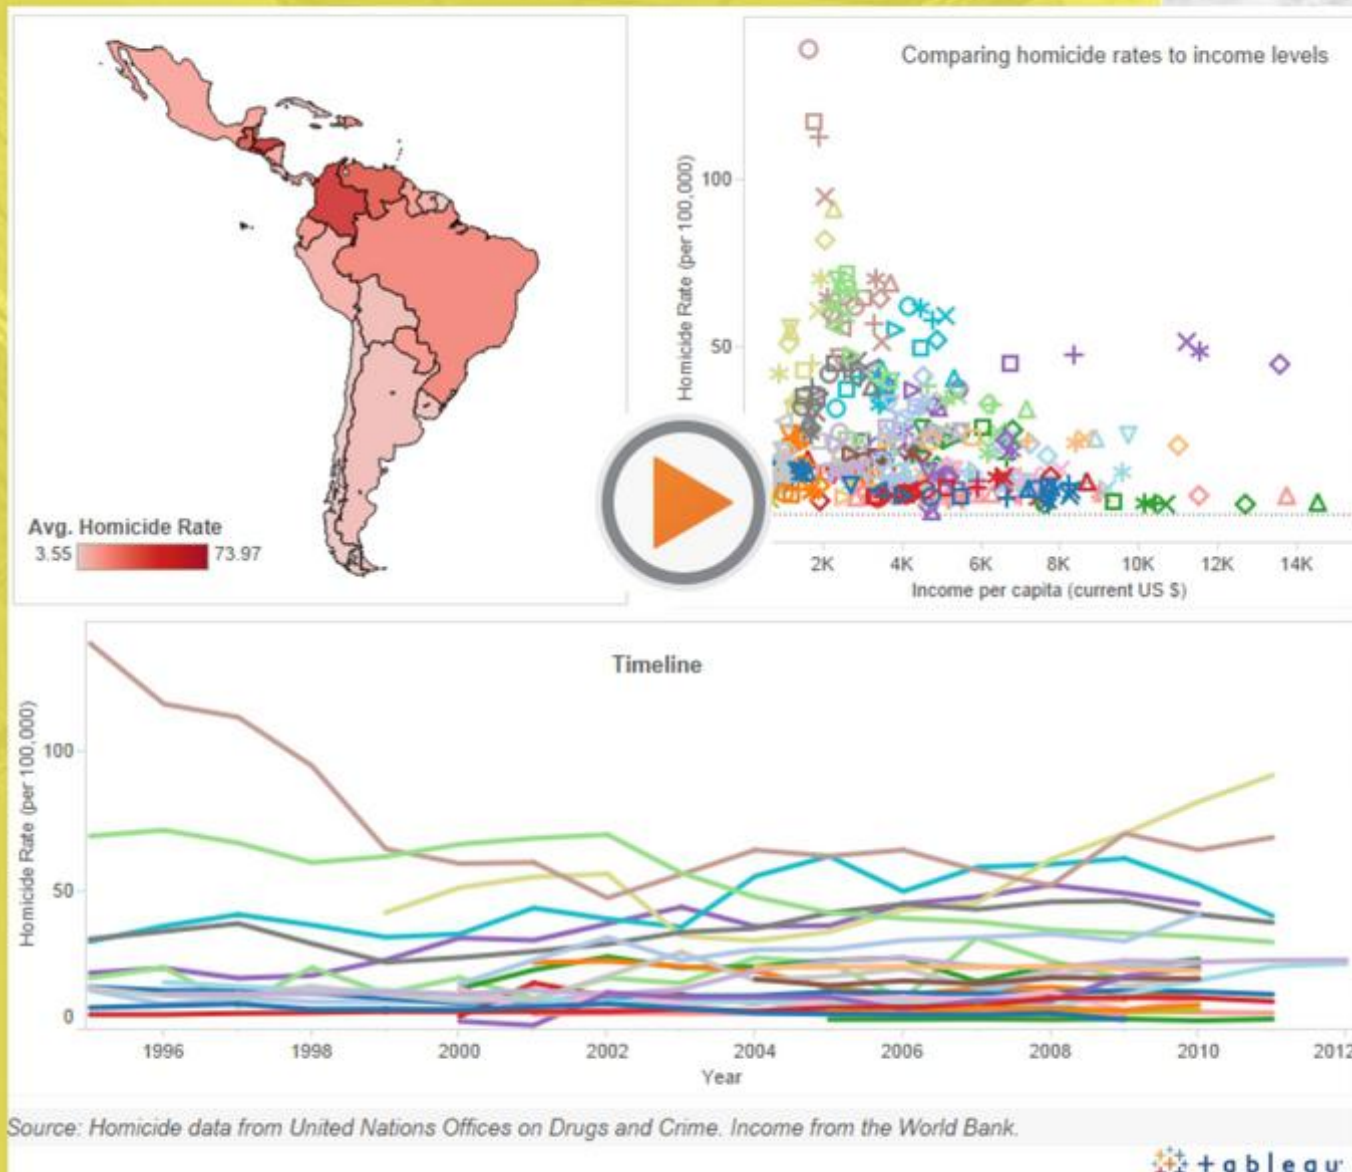 Avg. Homicide Rate
3.55 73.97
Comparing homicide rates to income levels
Homicide Rate (per 100,000)
100
50
2K 4K 6K 8K 10K 12K 14K
Income per capita (current US $)
Timeline
Homicide Rate (per 100,000)
100
50
0
1996 1998 2000 2002 2004 2006 2008 2010 2012
Year
Source: Homicide data from United Nations Offices on Drugs and Crime. Income from the World Bank.
+ableau